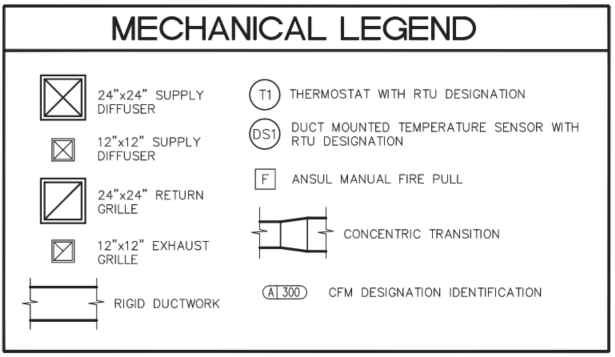 MECHANICAL LEGEND
24"x24" SUPPLY
DIFFUSER
12"x12" SUPPLY
DIFFUSER
24"x24" RETURN
GRILLE
12"x12" EXHAUST
GRILLE
RIGID DUCTWORK
T1
THERMOSTAT WITH RTU DESIGNATION
DS1
DUCT MOUNTED TEMPERATURE SENSOR WITH
RTU DESIGNATION
F
ANSUL MANUAL FIRE PULL
CONCENTRIC TRANSITION
A 300
CFM DESIGNATION IDENTIFICATION